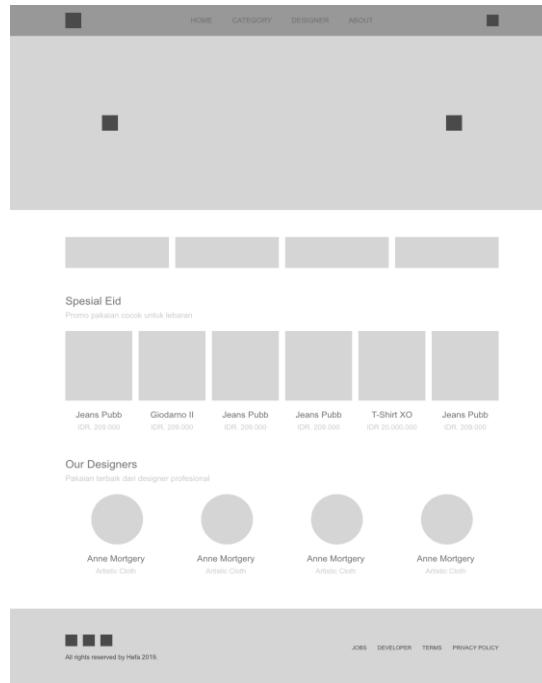 HOME CATEGORY DESIGNER ABOUT
Spesial Eid
Promo pakaian cocok untuk lebaran
Jeans Pubb Giodamo II Jeans Pubb Jeans Pubb T-Shirt XO Jeans Pubb
IDR. 209.000 IDR. 209.000 IDR. 209.000 IDR. 209.000 IDR 20.000.000 IDR. 209.000
Our Designers
Pakaian terbaik dari designer profesional
Anne Mortgery Anne Mortgery Anne Mortgery Anne Mortgery
Artistic Cloth Artistic Cloth Artistic Cloth Artistic Cloth
JOBS DEVELOPER TERMS PRIVACY POLICY
All rights reserved by Hefa 2019.